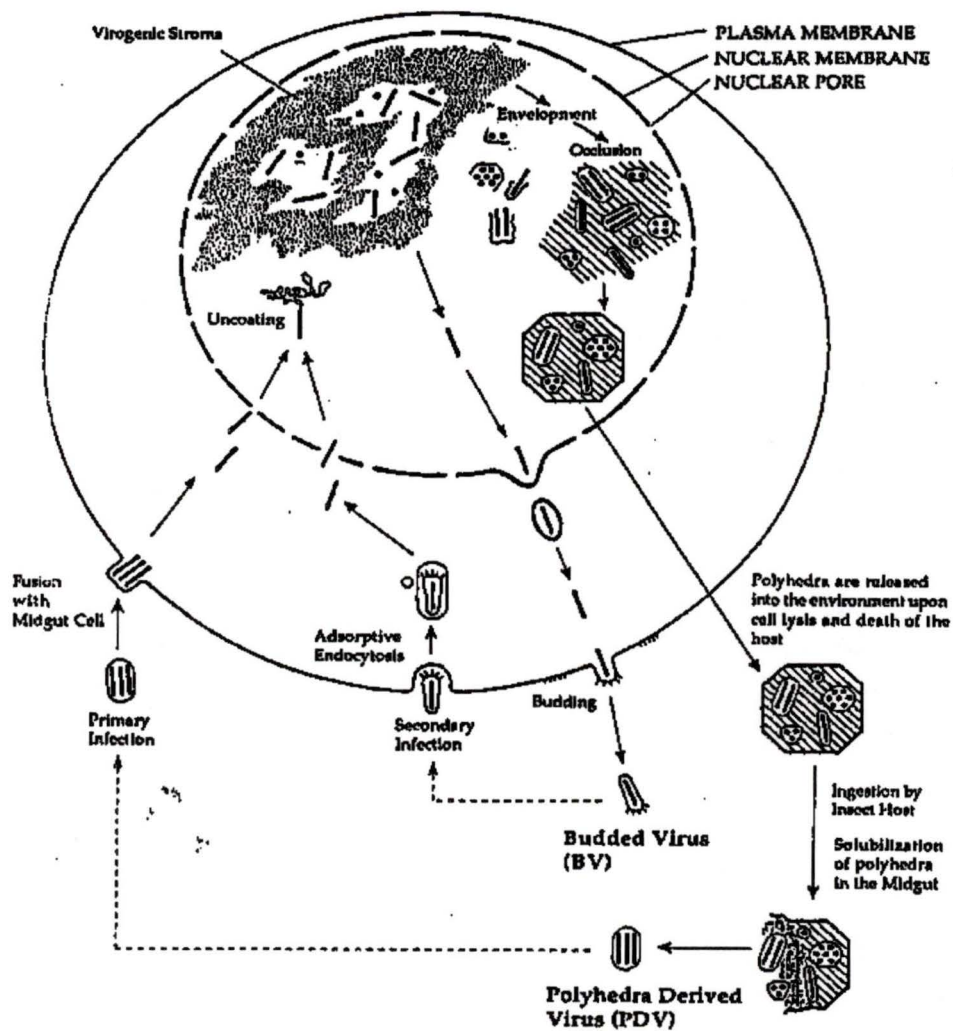 Virogenic Stroma
PLASMA MEMBRANE
NUCLEAR MEMBRANE
NUCLEAR PORE
Envelopment
Occlusion
Uncoating
Fusion
with
Midgut Cell
Adsorptive
Endocytosis
Polyhedra are released
into the environment upon
cell lysis and death of the
host
Primary
Infection
Secondary
Infection
Budding
Ingestion by
Insect Host
Budded Virus
(BV)
Solubilization
of polyhedra
in the Midgut
Polyhedra Derived
Virus (PDV)